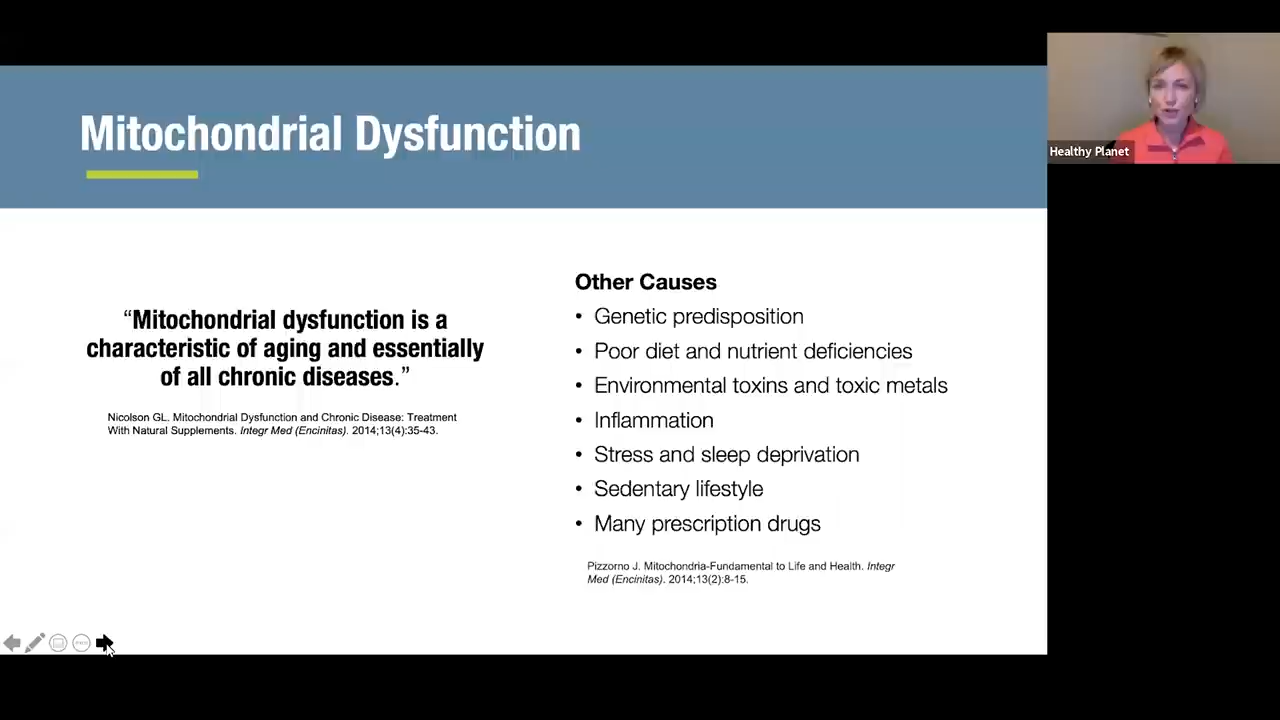 Mitochondrial Dysfunction
Healthy Planet
“Mitochondrial dysfunction is a
characteristic of aging and essentially
of all chronic diseases.”
Nicolson GL. Mitochondrial Dysfunction and Chronic Disease: Treatment
With Natural Supplements. Integr Med (Encinitas). 2014;13(4):35-43.
Other Causes
• Genetic predisposition
• Poor diet and nutrient deficiencies
• Environmental toxins and toxic metals
• Inflammation
• Stress and sleep deprivation
• Sedentary lifestyle
• Many prescription drugs
Pizzorno J. Mitochondria-Fundamental to Life and Health. Integr
Med (Encinitas). 2014;13(2):8-15.